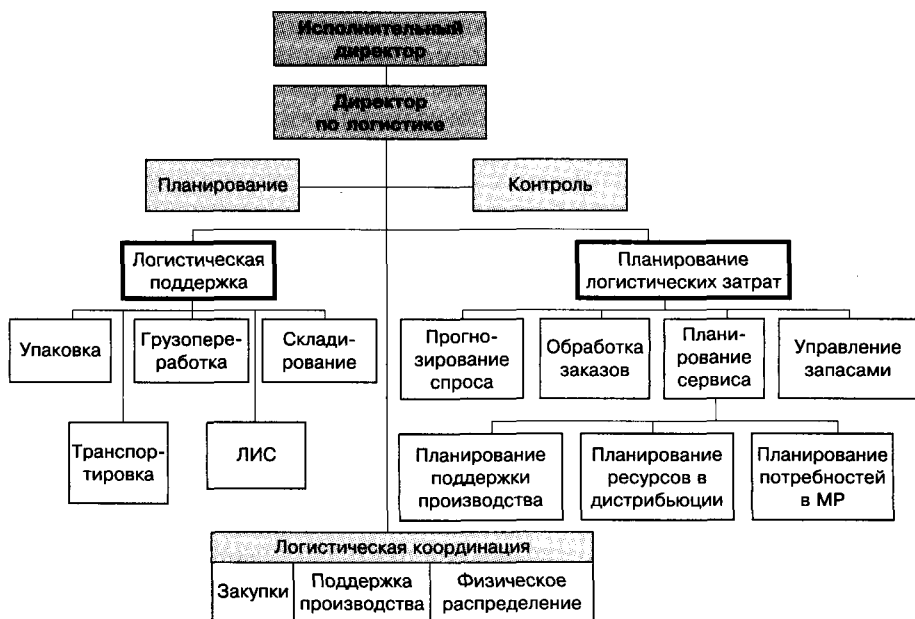 Исполнительный
директор
Директор
по логистике
Планирование
Контроль
Логистическая
поддержка
Планирование
логистических затрат
Упаковка
Грузопере-
работка
Складирование
Прогно-
зирование
спроса
Обработка
заказов
Плани-
рование
сервиса
Управление
запасами
Транспор-
тировка
ЛИС
Планирование
поддержки
производства
Планирование
ресурсов в
дистрибьюции
Планирование
потребностей
в МР
Логистическая координация
Закупки
Поддержка
производства
Физическое
распределение